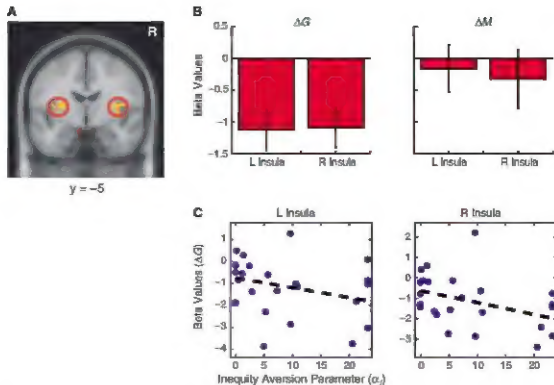 A
R
y = −5
B
ΔG
ΔM
Beta Values
0
−0.5
−1
−1.5
L Insula R Insula
L Insula R Insula
C
L Insula
R Insula
Beta Values (ΔG)
1
0
−1
−2
−3
−4
0 5 10 15 20
2
1
0
−1
−2
−3
0 5 10 15 20
Inequity Aversion Parameter (α